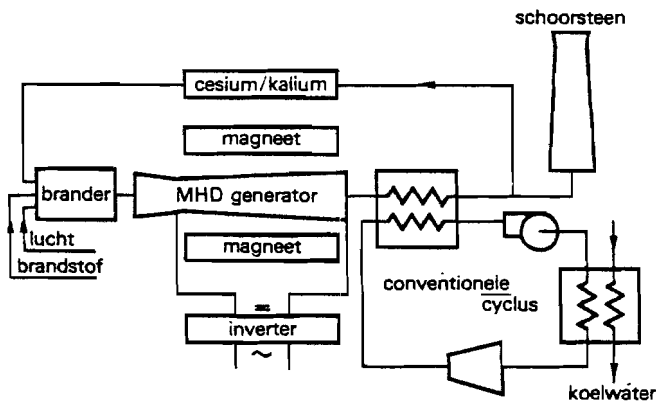 schoorsteen
cesium/kalium
magneet
brander
MHD generator
lucht
brandstof
magneet
conventionele
cyclus
=
inverter
~
koelwater